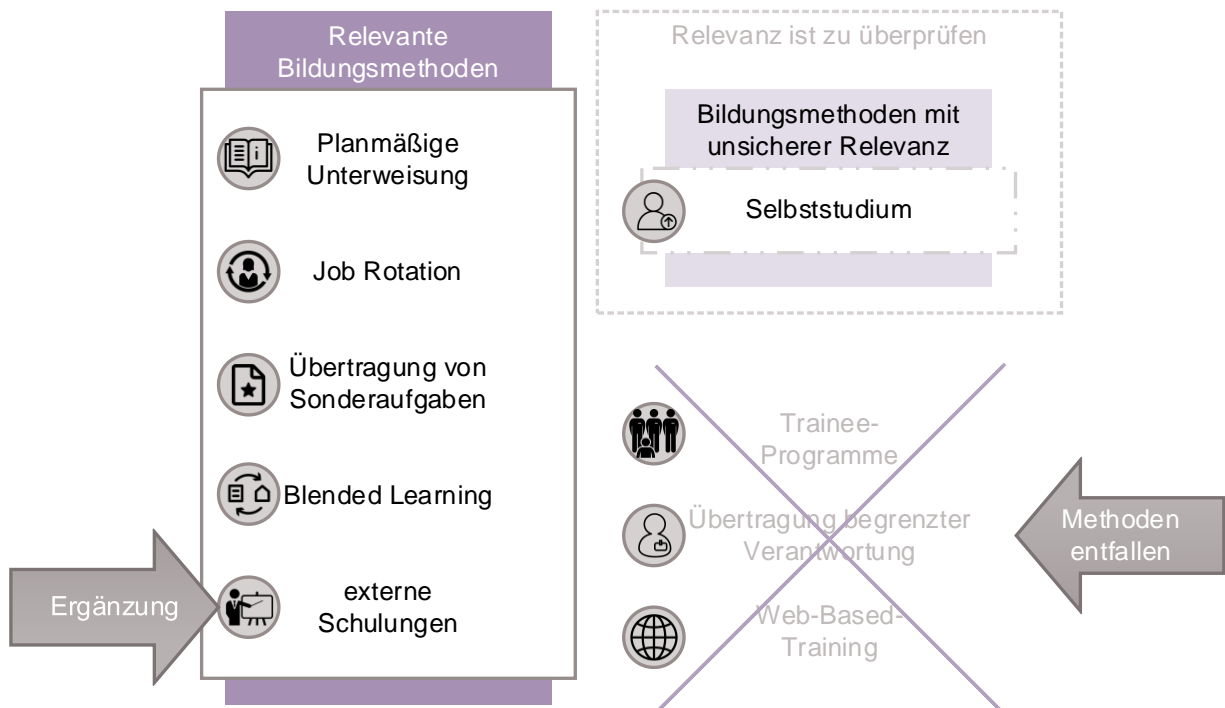 Relevante
Bildungsmethoden
Planmäßige
Unterweisung
Job Rotation
Übertragung von
Sonderaufgaben
Blended Learning
Ergänzung
externe
Schulungen
Relevanz ist zu überprüfen
Bildungsmethoden mit
unsicherer Relevanz
Selbststudium
Trainee-
Programme
Übertragung begrenzter
Verantwortung
Web-Based-
Training
Methoden
entfallen